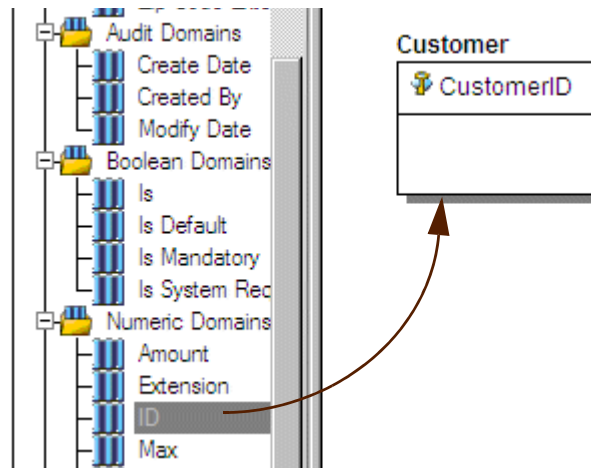 Audit Domains
Create Date
Created By
Modify Date
Boolean Domains
Is
Is Default
Is Mandatory
Is System Rec
Numeric Domains
Amount
Extension
ID
Max
Customer
CustomerID